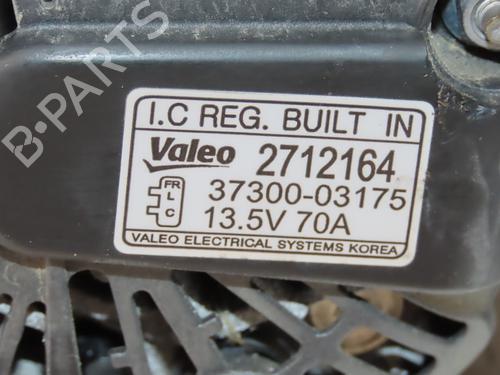 I.C REG. BUILT IN
Valeo 2712164
FR
L
C
37300-03175
13.5V 70A
VALEO ELECTRICAL SYSTEMS KOREA
B-PARTS